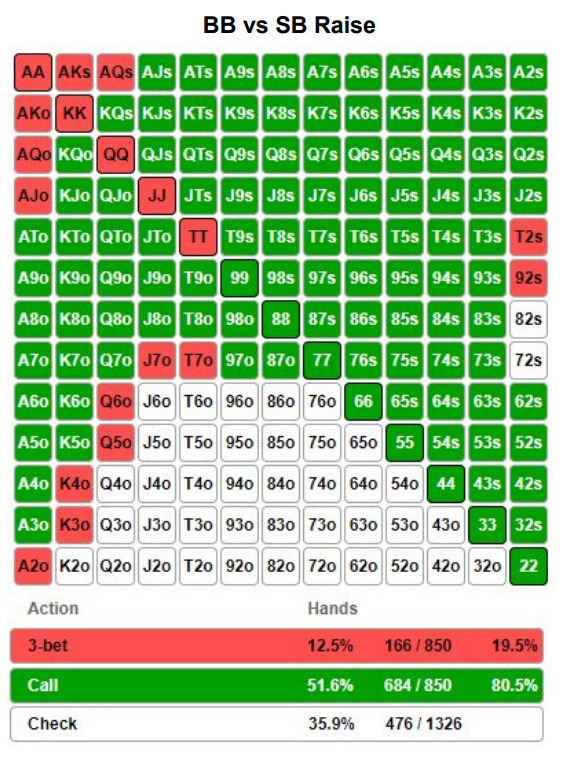 BB vs SB Raise
AA AKs AQs AJs ATs A9s A8s A7s A6s A5s A4s A3s A2s
AKo KK KQs KJs KTs K9s K8s K7s K6s K5s K4s K3s K2s
AQo KQo QQ QJs QTs Q9s Q8s Q7s Q6s Q5s Q4s Q3s Q2s
AJo KJo QJo JJ JTs J9s J8s J7s J6s J5s J4s J3s J2s
ATo KTo QTo JTo TT T9s T8s T7s T6s T5s T4s T3s T2s
A9o K9o Q9o J9o T9o 99 98s 97s 96s 95s 94s 93s 92s
A8o K8o Q8o J8o T8o 98o 88 87s 86s 85s 84s 83s 82s
A7o K7o Q7o J7o T7o 97o 87o 77 76s 75s 74s 73s 72s
A6o K6o Q6o J6o T6o 96o 86o 76o 66 65s 64s 63s 62s
A5o K5o Q5o J5o T5o 95o 85o 75o 65o 55 54s 53s 52s
A4o K4o Q4o J4o T4o 94o 84o 74o 64o 54o 44 43s 42s
A3o K3o Q3o J3o T3o 93o 83o 73o 63o 53o 43o 33 32s
A2o K2o Q2o J2o T2o 92o 82o 72o 62o 52o 42o 32o 22
Action Hands
3-bet 12.5% 166 / 850 19.5%
Call 51.6% 684 / 850 80.5%
Check 35.9% 476 / 1326